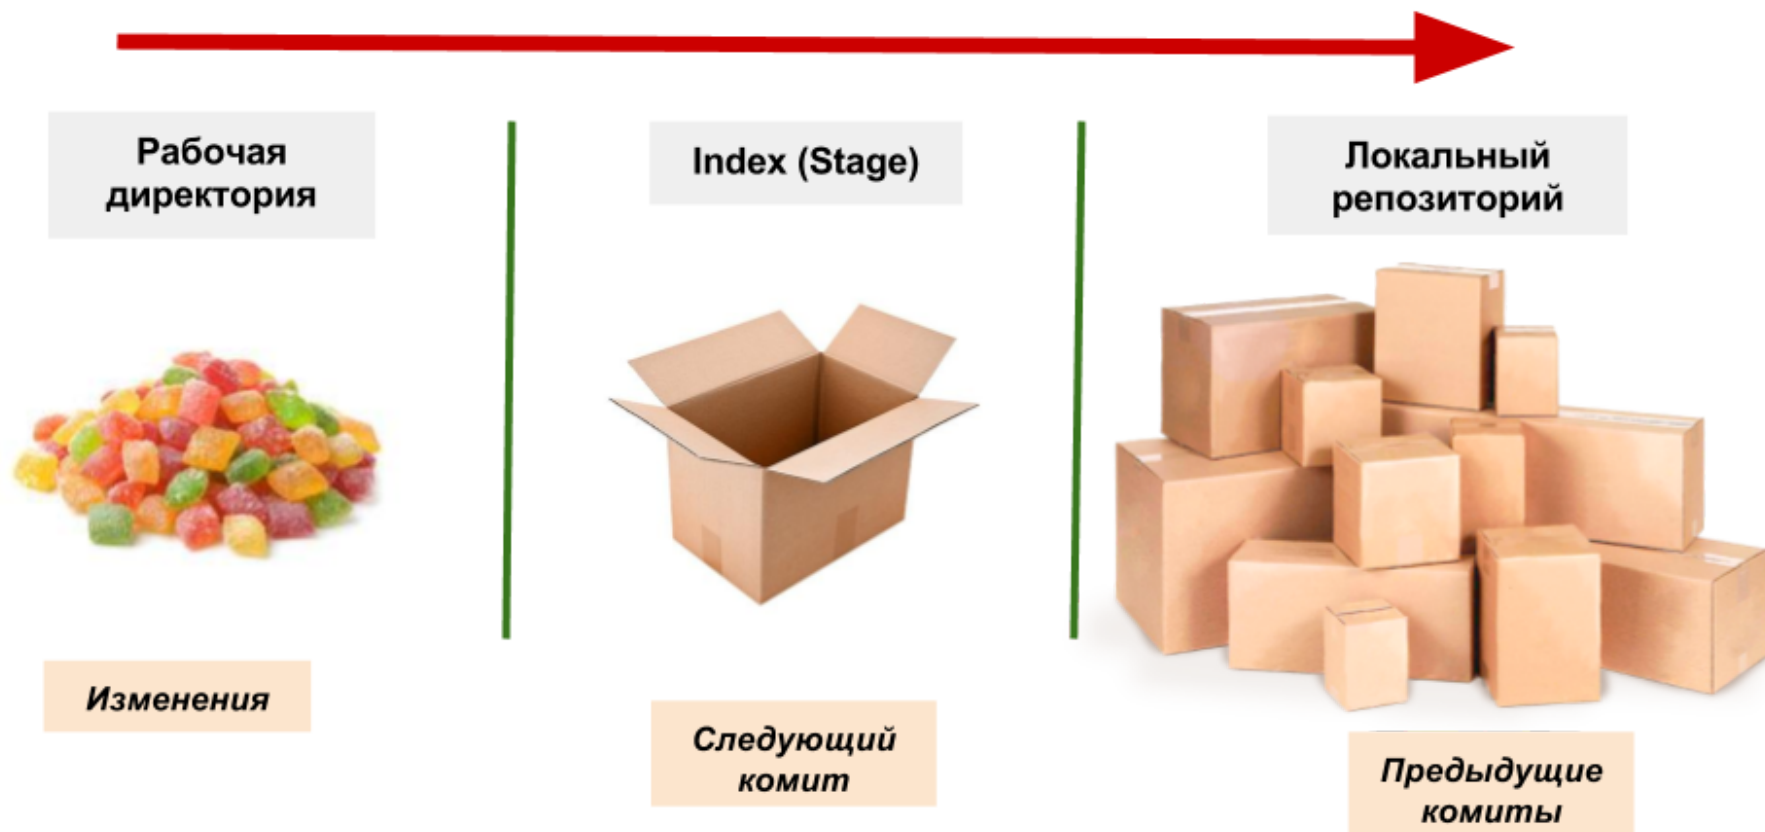 Рабочая
директория
Index (Stage)
Локальный
репозиторий
Изменения
Следующий
комит
Предыдущие
комиты